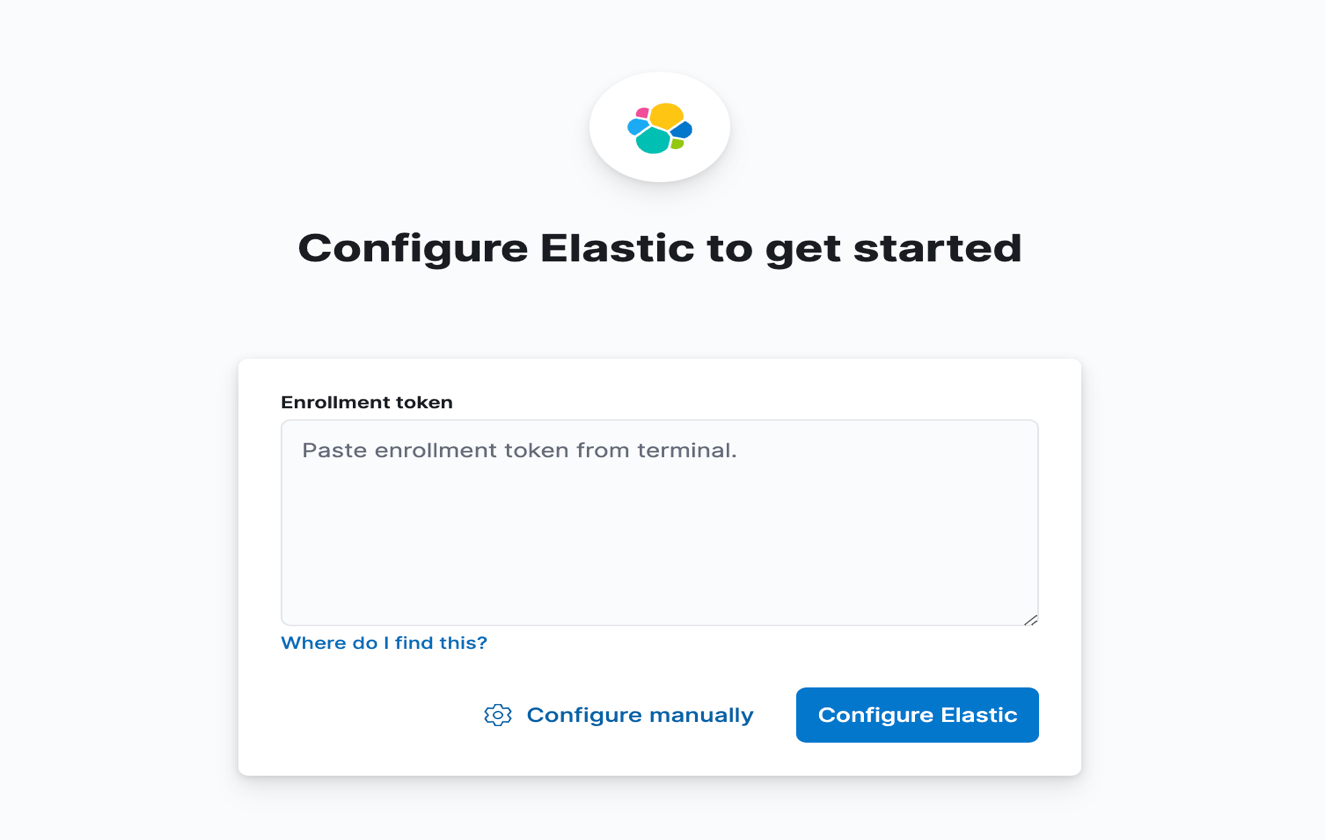 Configure Elastic to get started
Enrollment token
Paste enrollment token from terminal.
Where do I find this?
Configure manually
Configure Elastic